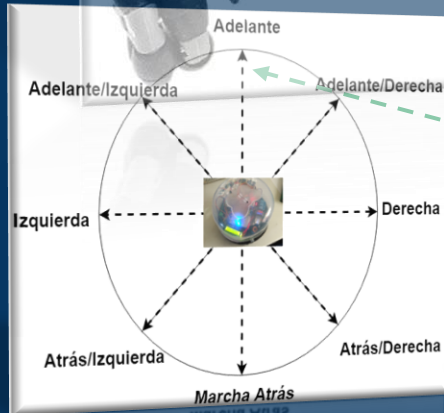 Adelante
Adelante/Izquierda
Adelante/Derecha
Izquierda
Derecha
Atrás/Izquierda
Atrás/Derecha
Marcha Atrás